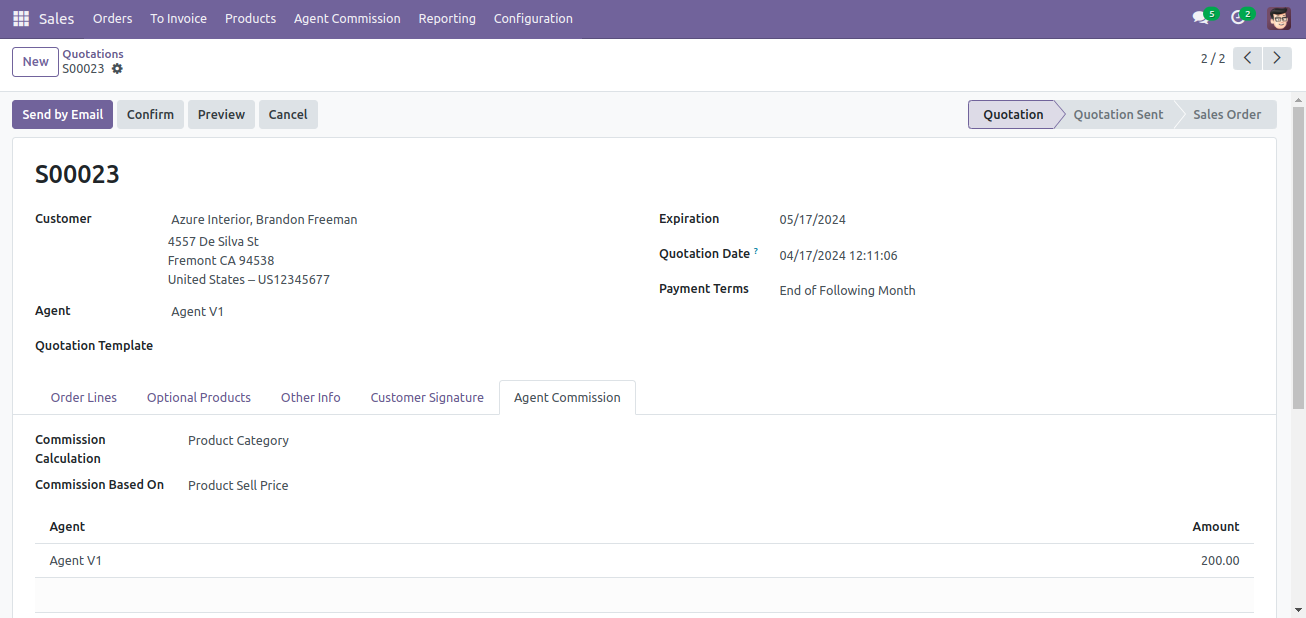 Sales Orders To Invoice Products Agent Commission Reporting Configuration 5 2
New Quotations 2 / 2
S00023
Send by Email Confirm Preview Cancel Quotation Quotation Sent Sales Order
S00023
Customer Azure Interior, Brandon Freeman
4557 De Silva St
Fremont CA 94538
United States – US12345677
Agent Agent V1
Quotation Template
Expiration 05/17/2024
Quotation Date ? 04/17/2024 12:11:06
Payment Terms End of Following Month
Order Lines Optional Products Other Info Customer Signature Agent Commission
Commission Product Category
Calculation
Commission Based On Product Sell Price
Agent Amount
Agent V1 200.00